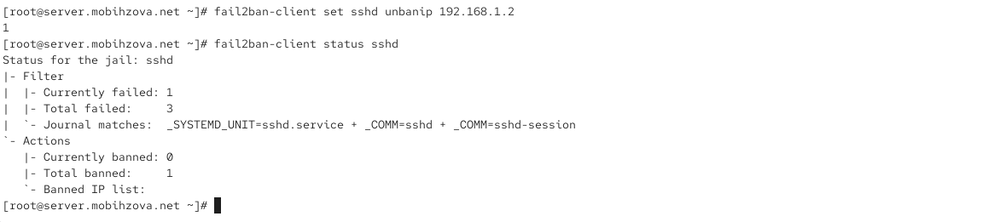 [root@server.mobihzova.net ~]# fail2ban-client set sshd unbanip 192.168.1.2
1
[root@server.mobihzova.net ~]# fail2ban-client status sshd
Status for the jail: sshd
|- Filter
|  |- Currently failed: 1
|  |- Total failed:     3
|  `- Journal matches:  _SYSTEMD_UNIT=sshd.service + _COMM=sshd + _COMM=sshd-session
`- Actions
   |- Currently banned: 0
   |- Total banned:     1
   `- Banned IP list:
[root@server.mobihzova.net ~]#